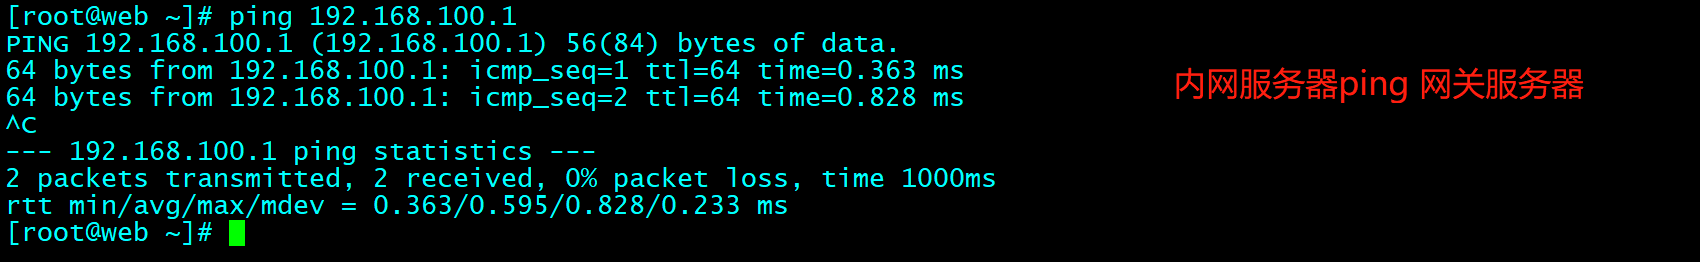 [root@web ~]# ping 192.168.100.1
PING 192.168.100.1 (192.168.100.1) 56(84) bytes of data.
64 bytes from 192.168.100.1: icmp_seq=1 ttl=64 time=0.363 ms
64 bytes from 192.168.100.1: icmp_seq=2 ttl=64 time=0.828 ms
内网服务器ping 网关服务器
^C
--- 192.168.100.1 ping statistics ---
2 packets transmitted, 2 received, 0% packet loss, time 1000ms
rtt min/avg/max/mdev = 0.363/0.595/0.828/0.233 ms
[root@web ~]#